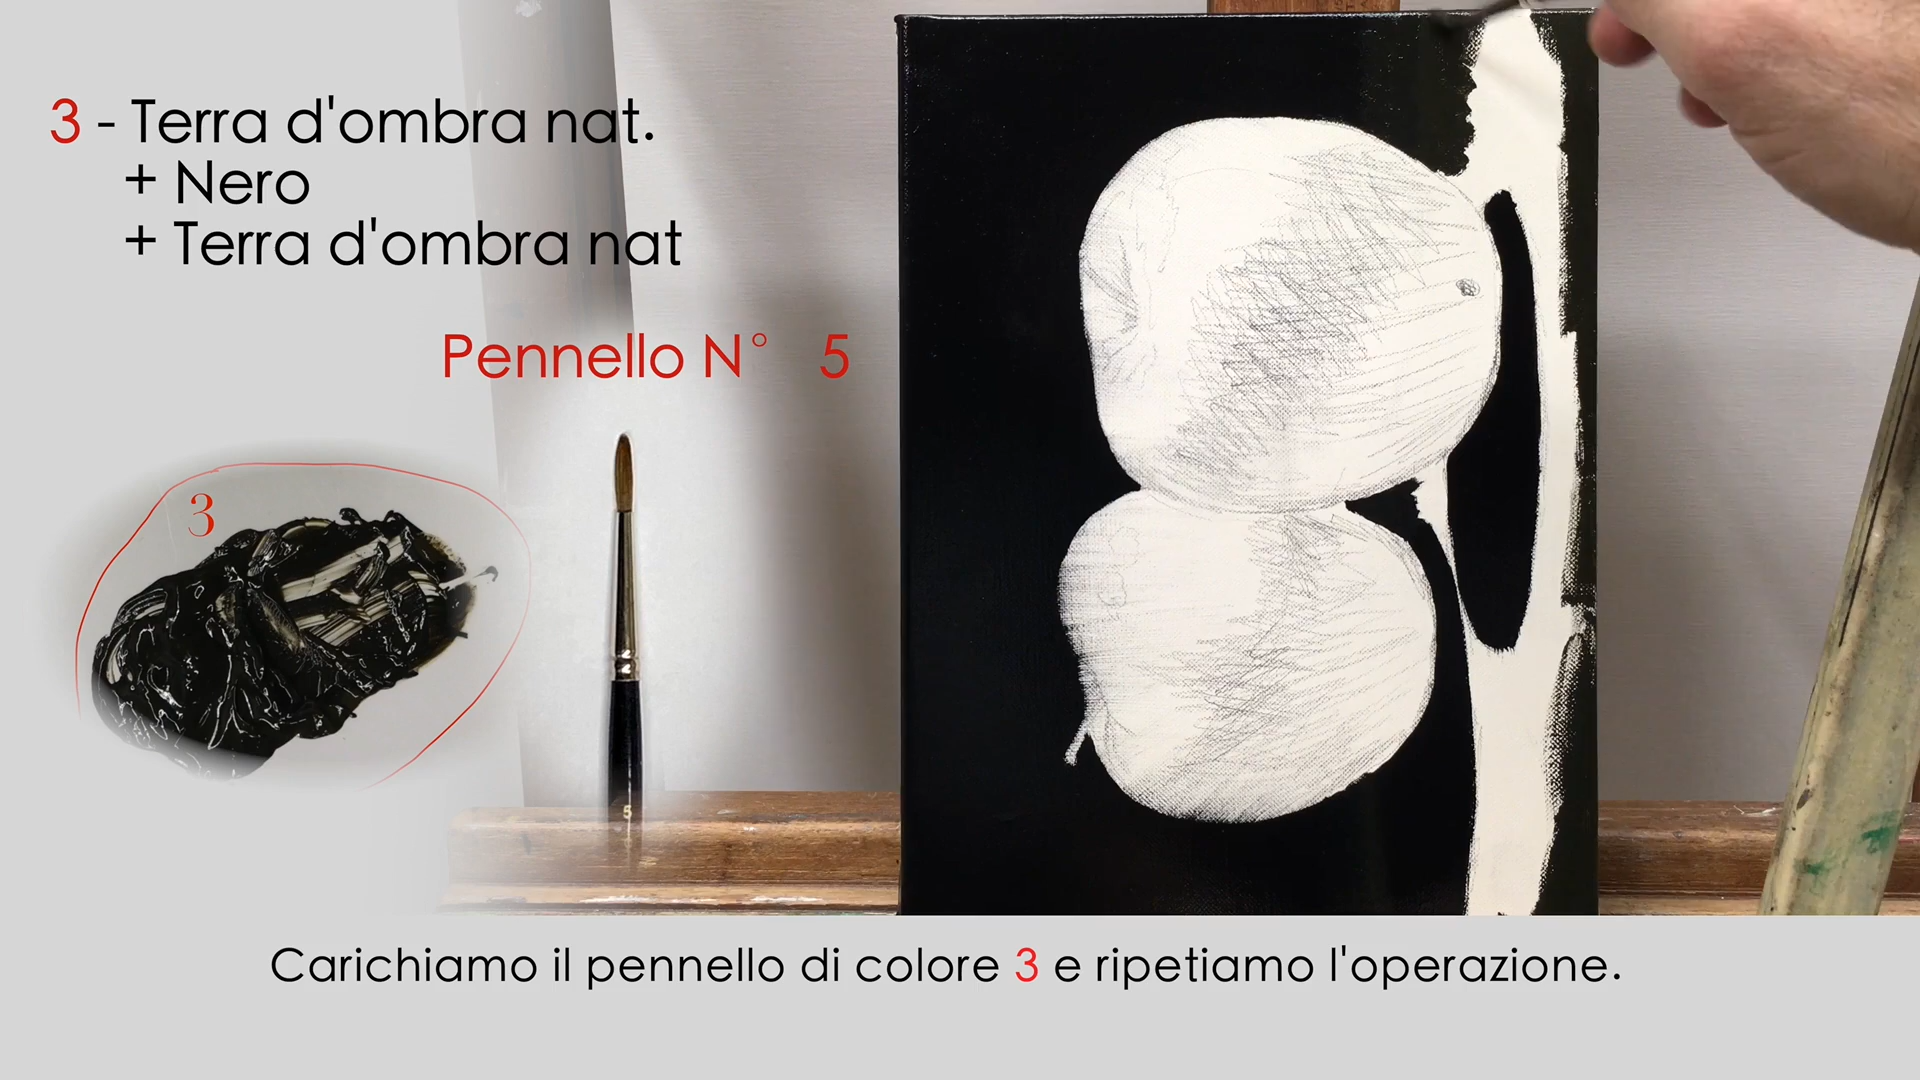 3 - Terra d'ombra nat.
+ Nero
+ Terra d'ombra nat
Pennello N° 5
3
5
Carichiamo il pennello di colore 3 e ripetiamo l'operazione.